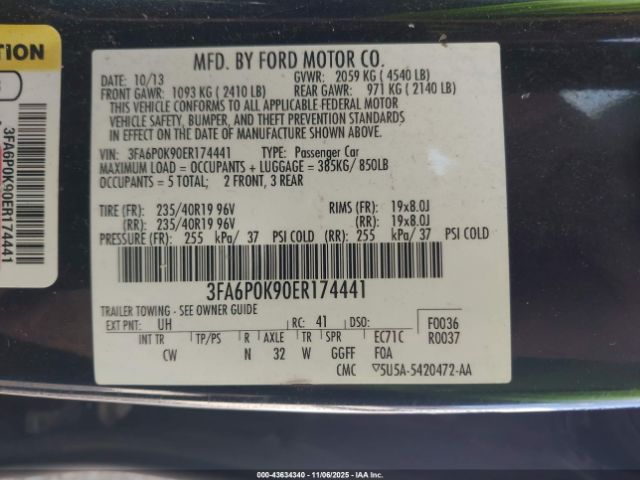 TION
3FA6P0K90ER174441
MFD. BY FORD MOTOR CO.
DATE: 10/13 GVWR: 2059 KG ( 4540 LB)
FRONT GAWR: 1093 KG ( 2410 LB) REAR GAWR: 971 KG ( 2140 LB)
THIS VEHICLE CONFORMS TO ALL APPLICABLE FEDERAL MOTOR
VEHICLE SAFETY, BUMPER, AND THEFT PREVENTION STANDARDS
IN EFFECT ON THE DATE OF MANUFACTURE SHOWN ABOVE.
VIN: 3FA6P0K90ER174441 TYPE: Passenger Car
MAXIMUM LOAD = OCCUPANTS + LUGGAGE = 385KG/ 850LB
OCCUPANTS = 5 TOTAL; 2 FRONT, 3 REAR
TIRE (FR): 235/40R19 96V RIMS (FR): 19x8.0J
(RR): 235/40R19 96V (RR): 19x8.0J
PRESSURE (FR): 255 kPa/ 37 PSI COLD (RR): 255 kPa/ 37 PSI COLD
3FA6P0K90ER174441
TRAILER TOWING - SEE OWNER GUIDE
EXT PNT: UH RC: 41 DSO: F0036
INT TR TP/PS R AXLE TR SPR EC71C R0037
CW N 32 W GGFF F0A
CMC 5U5A-5420472-AA
000-43634340 - 11/06/2025 - IAAI.COM